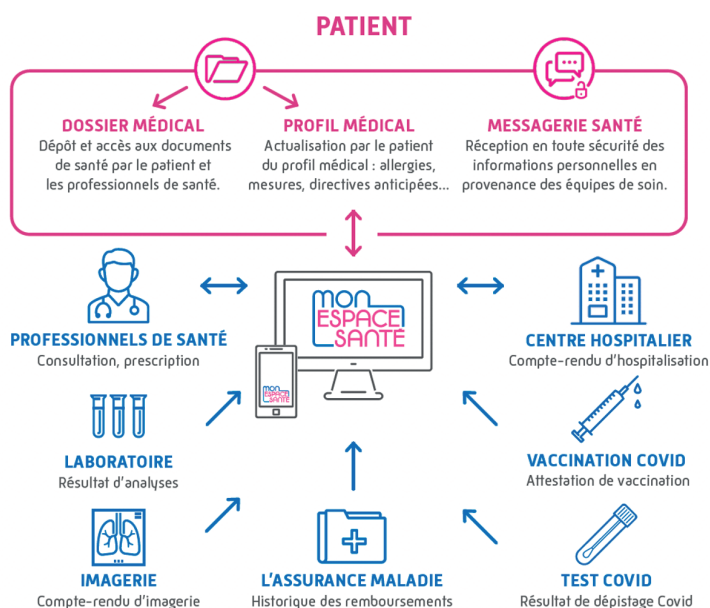 PATIENT
DOSSIER MÉDICAL
Dépôt et accès aux documents
de santé par le patient et
les professionnels de santé.
PROFIL MÉDICAL
Actualisation par le patient
du profil médical : allergies,
mesures, directives anticipées...
MESSAGERIE SANTÉ
Réception en toute sécurité des
informations personnelles en
provenance des équipes de soin.
mon
ESPACE
SANTÉ
mon
ESPACE
SANTÉ
PROFESSIONNELS DE SANTÉ
Consultation, prescription
CENTRE HOSPITALIER
Compte-rendu d'hospitalisation
LABORATOIRE
Résultat d'analyses
VACCINATION COVID
Attestation de vaccination
IMAGERIE
Compte-rendu d'imagerie
L'ASSURANCE MALADIE
Historique des remboursements
TEST COVID
Résultat de dépistage Covid